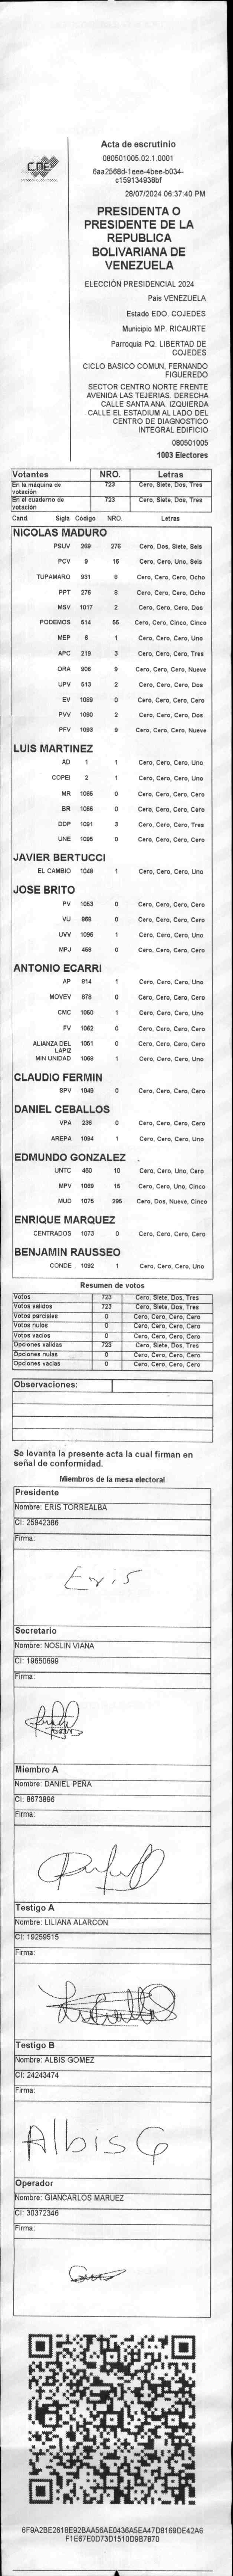 CNE
Acta de escrutinio
080501005.02.1.0001
6aa2568d-1eee-4bee-b034-
c159134938bf
28/07/2024 06:37:40 PM
PRESIDENTA O
PRESIDENTE DE LA
REPUBLICA
BOLIVARIANA DE
VENEZUELA
ELECCIÓN PRESIDENCIAL 2024
Pais VENEZUELA
Estado EDO. COJEDES
Municipio MP. RICAURTE
Parroquia PQ. LIBERTAD DE
COJEDES
CICLO BASICO COMUN, FERNANDO
FIGUEREDO
SECTOR CENTRO NORTE FRENTE
AVENIDA LAS TEJERIAS. DERECHA
CALLE SANTA ANA. IZQUIERDA
CALLE EL ESTADIUM AL LADO DEL
CENTRO DE DIAGNOSTICO
INTEGRAL EDIFICIO
080501005
1003 Electores
Votantes NRO. Letras
En la máquina de votación 723 Cero, Siete, Dos, Tres
En el cuaderno de votación 723 Cero, Siete, Dos, Tres
Cand. Sigla Código NRO. Letras
NICOLAS MADURO
PSUV 269 276 Cero, Dos, Siete, Seis
PCV 9 16 Cero, Cero, Uno, Seis
TUPAMARO 931 8 Cero, Cero, Cero, Ocho
PPT 276 8 Cero, Cero, Cero, Ocho
MSV 1017 2 Cero, Cero, Cero, Dos
PODEMOS 514 55 Cero, Cero, Cinco, Cinco
MEP 6 1 Cero, Cero, Cero, Uno
APC 219 3 Cero, Cero, Cero, Tres
ORA 906 9 Cero, Cero, Cero, Nueve
UPV 513 2 Cero, Cero, Cero, Dos
EV 1089 0 Cero, Cero, Cero, Cero
PVV 1090 2 Cero, Cero, Cero, Dos
PFV 1093 9 Cero, Cero, Cero, Nueve
LUIS MARTINEZ
AD 1 1 Cero, Cero, Cero, Uno
COPEI 2 1 Cero, Cero, Cero, Uno
MR 1065 0 Cero, Cero, Cero, Cero
BR 1066 0 Cero, Cero, Cero, Cero
DDP 1091 3 Cero, Cero, Cero, Tres
UNE 1095 0 Cero, Cero, Cero, Cero
JAVIER BERTUCCI
EL CAMBIO 1048 1 Cero, Cero, Cero, Uno
JOSE BRITO
PV 1053 0 Cero, Cero, Cero, Cero
VU 868 0 Cero, Cero, Cero, Cero
UVV 1096 1 Cero, Cero, Cero, Uno
MPJ 459 0 Cero, Cero, Cero, Cero
ANTONIO ECARRI
AP 914 1 Cero, Cero, Cero, Uno
MOVEV 878 0 Cero, Cero, Cero, Cero
CMC 1050 1 Cero, Cero, Cero, Uno
FV 1052 0 Cero, Cero, Cero, Cero
ALIANZA DEL LAPIZ 1051 0 Cero, Cero, Cero, Cero
MIN UNIDAD 1068 1 Cero, Cero, Cero, Uno
CLAUDIO FERMIN
SPV 1049 0 Cero, Cero, Cero, Cero
DANIEL CEBALLOS
VPA 236 0 Cero, Cero, Cero, Cero
AREPA 1094 1 Cero, Cero, Cero, Uno
EDMUNDO GONZALEZ
UNTC 460 10 Cero, Cero, Uno, Cero
MPV 1069 15 Cero, Cero, Uno, Cinco
MUD 1075 295 Cero, Dos, Nueve, Cinco
ENRIQUE MARQUEZ
CENTRADOS 1073 0 Cero, Cero, Cero, Cero
BENJAMIN RAUSSEO
CONDE 1092 1 Cero, Cero, Cero, Uno
Resumen de votos
Votos 723 Cero, Siete, Dos, Tres
Votos validos 723 Cero, Siete, Dos, Tres
Votos parciales 0 Cero, Cero, Cero, Cero
Votos nulos 0 Cero, Cero, Cero, Cero
Votos vacios 0 Cero, Cero, Cero, Cero
Opciones validas 723 Cero, Siete, Dos, Tres
Opciones nulas 0 Cero, Cero, Cero, Cero
Opciones vacias 0 Cero, Cero, Cero, Cero
Observaciones:
Se levanta la presente acta la cual firman en
señal de conformidad.
Miembros de la mesa electoral
Presidente
Nombre: ERIS TORREALBA
CI: 25942386
Firma:
Eris
Secretario
Nombre: NOSLIN VIANA
CI: 19650699
Firma:
Miembro A
Nombre: DANIEL PEÑA
CI: 8673896
Firma:
Testigo A
Nombre: LILIANA ALARCON
CI: 19259515
Firma:
Testigo B
Nombre: ALBIS GOMEZ
CI: 24243474
Firma:
Albis G
Operador
Nombre: GIANCARLOS MARUEZ
CI: 30372346
Firma:
6F9A2BE2618E92BAA56AE0436A5EA47D8169DE42A6
F1E67E0D73D1510D9B7870